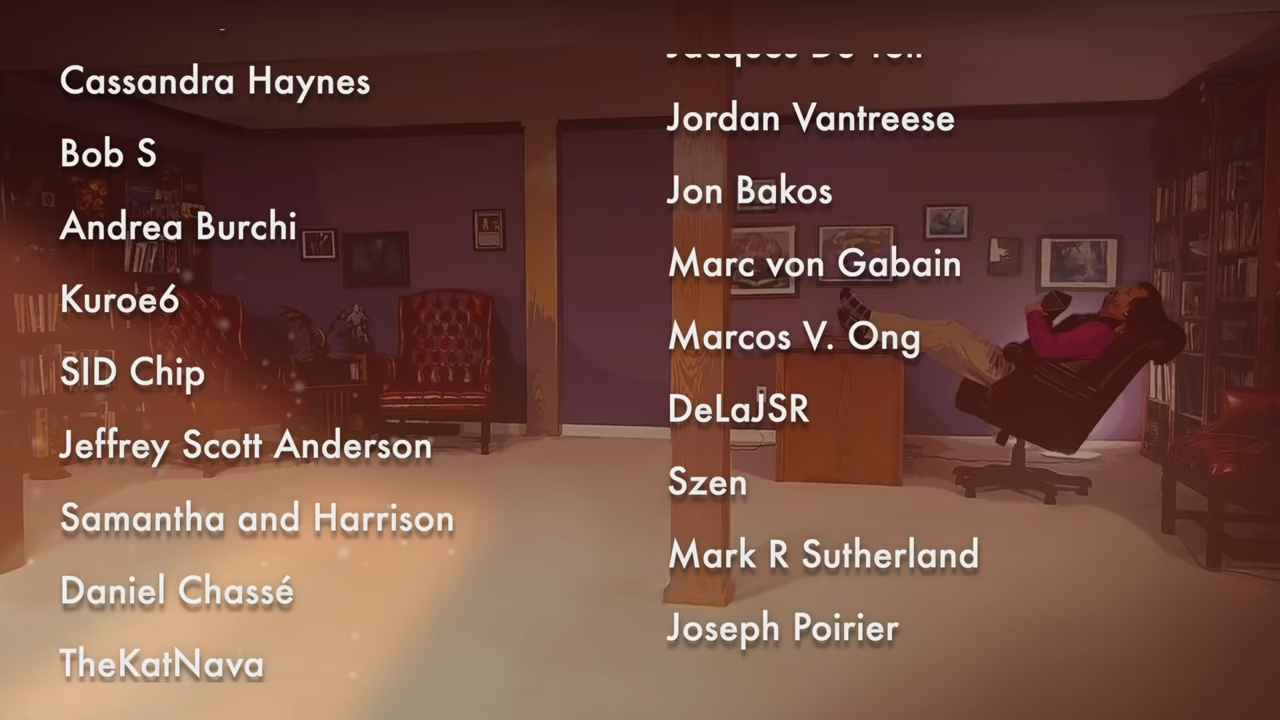 Cassandra Haynes
Bob S
Andrea Burchi
Kuroe6
SID Chip
Jeffrey Scott Anderson
Samantha and Harrison
Daniel Chassé
TheKatNava
Jordan Vantreese
Jon Bakos
Marc von Gabain
Marcos V. Ong
DeLaJSR
Szen
Mark R Sutherland
Joseph Poirier